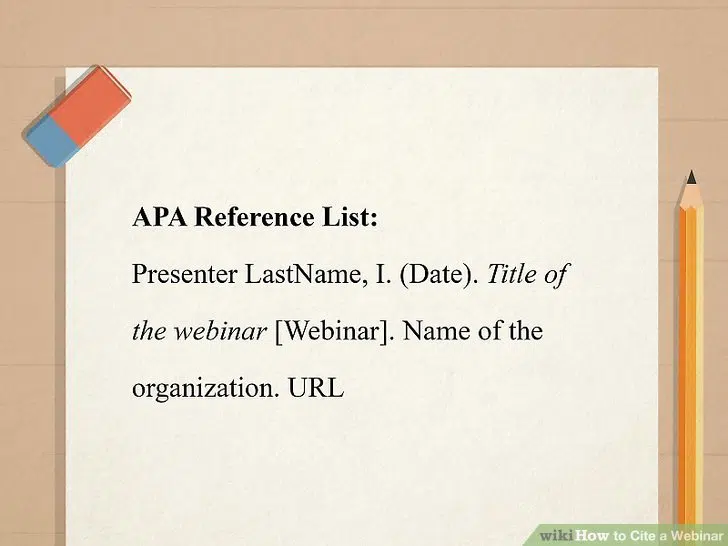 APA Reference List:
Presenter LastName, I. (Date). Title of
the webinar [Webinar]. Name of the
organization. URL
wikiHow to Cite a Webinar